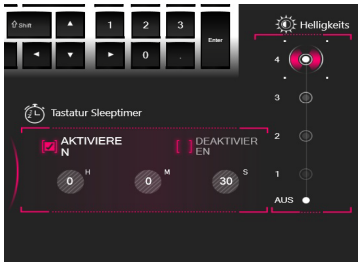 Shift 1 2 3 Enter
0 .
Helligkeits
4
3
Tastatur Sleeptimer
AKTIVIERE
N
DEAKTIVIER
EN
2
0 H 0 M 30 S
1
AUS